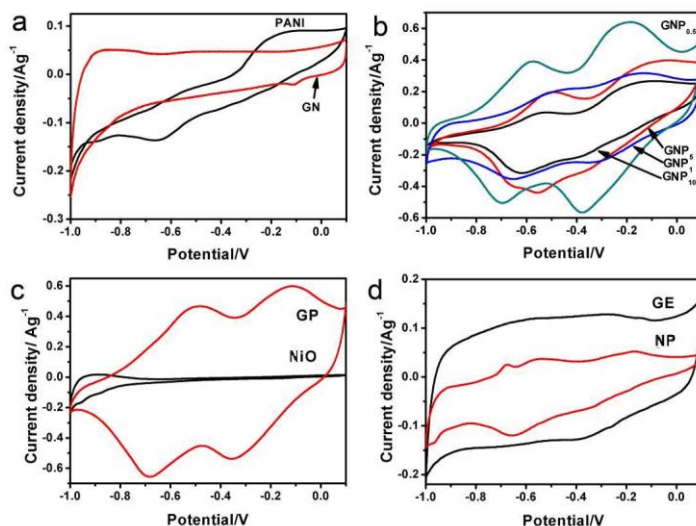 a
PANI
GN
Current density/Ag-1
0.1
0.0
-0.1
-0.2
-0.3
-1.0 -0.8 -0.6 -0.4 -0.2 0.0
Potential/V
b
GNP0.5
GNP5
GNP1
GNP10
Current density/Ag-1
0.6
0.4
0.2
0.0
-0.2
-0.4
-0.6
-1.0 -0.8 -0.6 -0.4 -0.2 0.0
Potential/V
c
GP
NiO
Current density/ Ag-1
0.6
0.4
0.2
0.0
-0.2
-0.4
-0.6
-1.0 -0.8 -0.6 -0.4 -0.2 0.0
Potential/V
d
GE
NP
Current density/Ag-1
0.2
0.1
0.0
-0.1
-0.2
-1.0 -0.8 -0.6 -0.4 -0.2 0.0
Potential/V